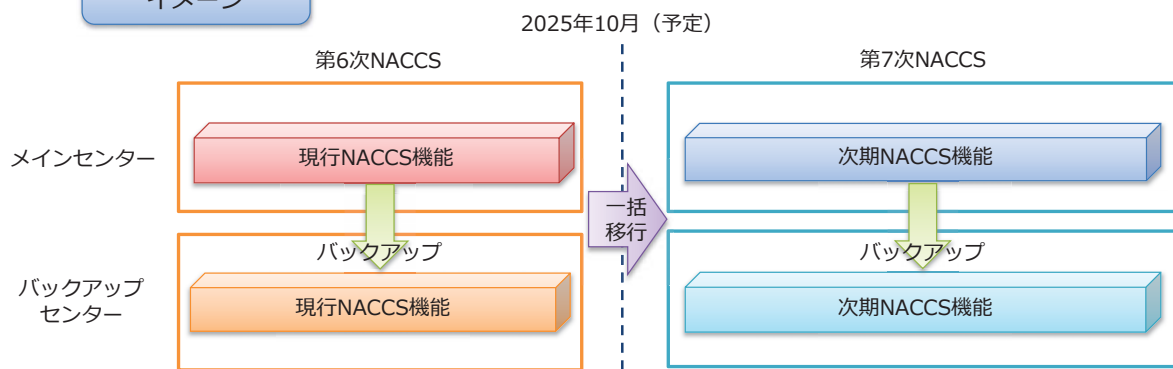 イメージ
2025年10月（予定）
第6次NACCS
第7次NACCS
メインセンター
現行NACCS機能
次期NACCS機能
一括
移行
バックアップ
バックアップ
バックアップ
センター
現行NACCS機能
次期NACCS機能